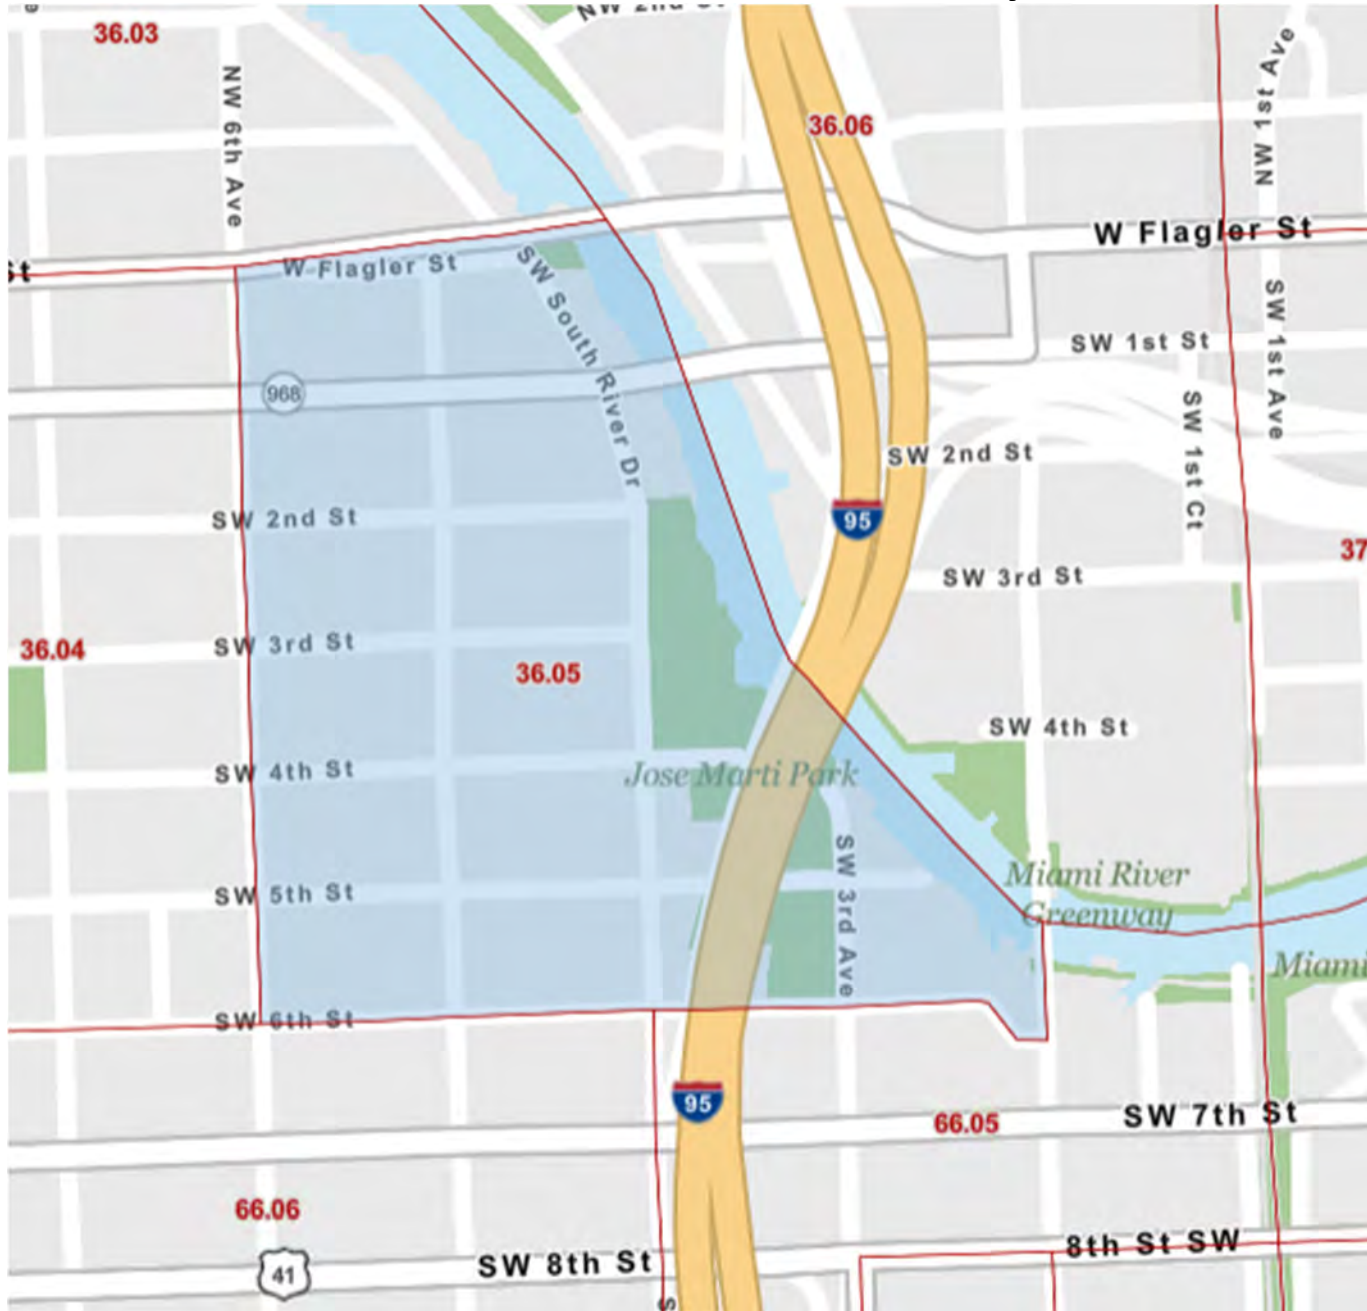 NW 2nd St
36.03
NW 6th Ave
36.06
NW 1st Ave
W Flagler St
St
W Flagler St
SW South River Dr
SW 1st St
SW 1st Ave
968
SW 1st Ct
SW 2nd St
SW 2nd St
95
37
SW 3rd St
SW 3rd St
36.04
36.05
SW 4th St
SW 4th St
Jose Marti Park
SW 3rd Ave
Miami River
Greenway
SW 5th St
Miami
SW 6th St
95
SW 7th St
66.05
66.06
8th St SW
SW 8th St
41
S